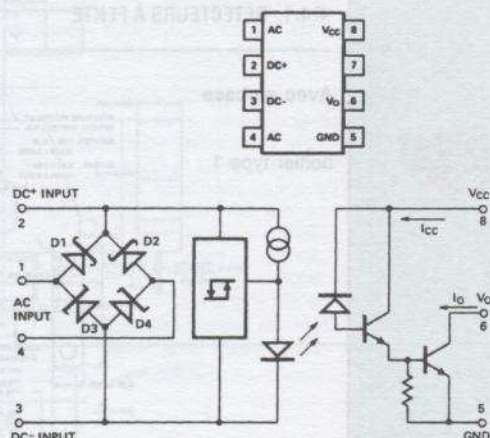 1 AC VCC 8
2 DC+ 7
3 DC- VO 6
4 AC GND 5
DC+ INPUT
2
D1 D2
1
AC
INPUT
4
D3 D4
3
DC- INPUT
VCC
8
ICC
IO VO
6
5
GND